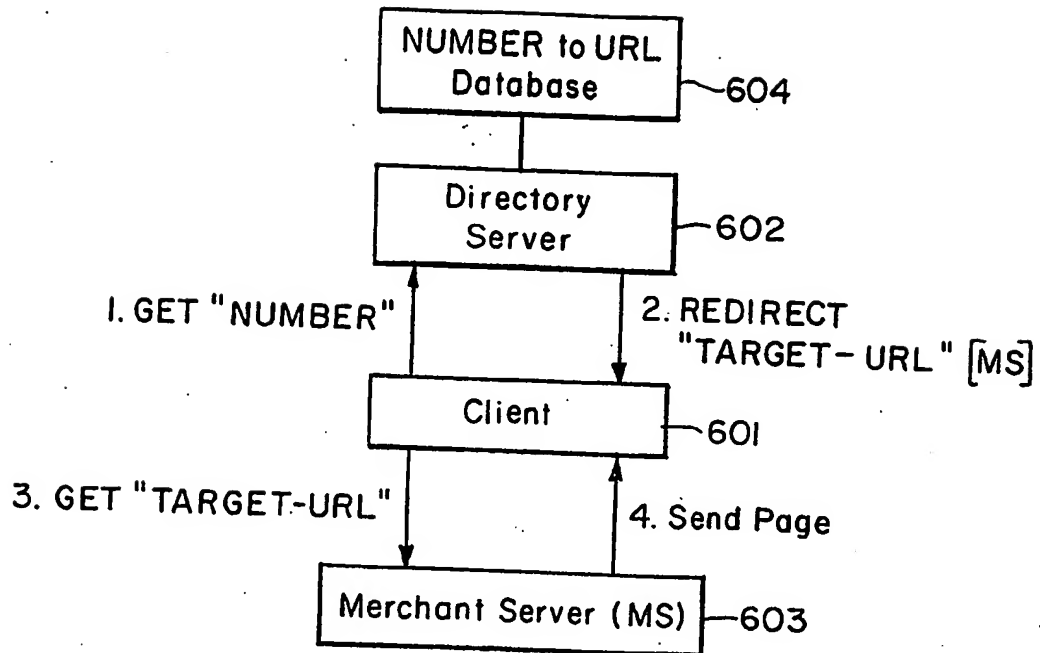 NUMBER to URL
Database
604
Directory
Server
602
1. GET "NUMBER"
2. REDIRECT
"TARGET-URL" [MS]
Client
601
3. GET "TARGET-URL"
4. Send Page
Merchant Server (MS)
603